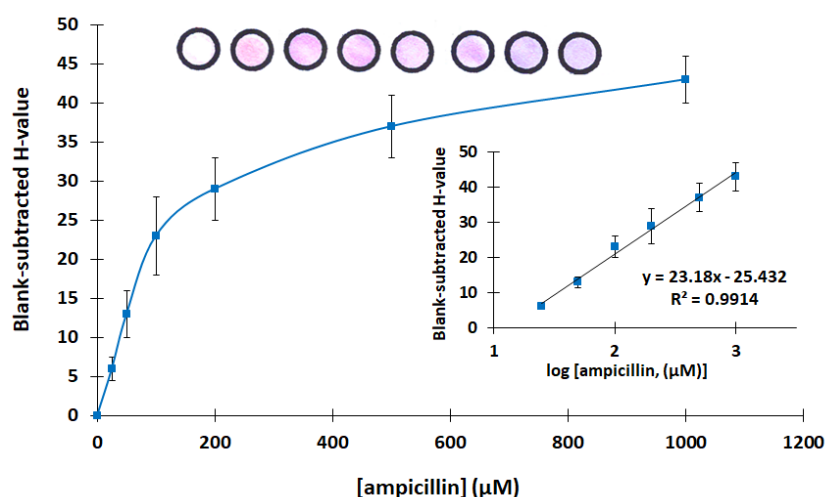 50
45
40
35
30
25
20
15
10
5
0
Blank-subtracted H-value
0 200 400 600 800 1000 1200
[ampicillin] (µM)
50
40
30
20
10
0
Blank-subtracted H-value
y = 23.18x - 25.432
R² = 0.9914
1 2 3
log [ampicillin, (µM)]